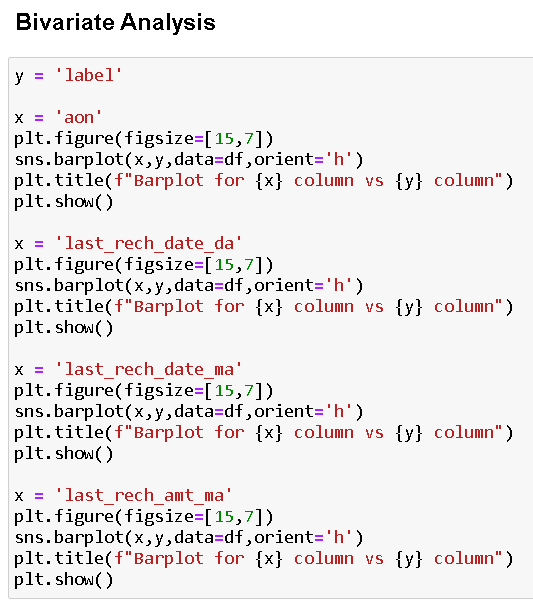 Bivariate Analysis
y = 'label'
x = 'aon'
plt.figure(figsize=[15,7])
sns.barplot(x,y,data=df,orient='h')
plt.title(f"Barplot for {x} column vs {y} column")
plt.show()
x = 'last_rech_date_da'
plt.figure(figsize=[15,7])
sns.barplot(x,y,data=df,orient='h')
plt.title(f"Barplot for {x} column vs {y} column")
plt.show()
x = 'last_rech_date_ma'
plt.figure(figsize=[15,7])
sns.barplot(x,y,data=df,orient='h')
plt.title(f"Barplot for {x} column vs {y} column")
plt.show()
x = 'last_rech_amt_ma'
plt.figure(figsize=[15,7])
sns.barplot(x,y,data=df,orient='h')
plt.title(f"Barplot for {x} column vs {y} column")
plt.show()